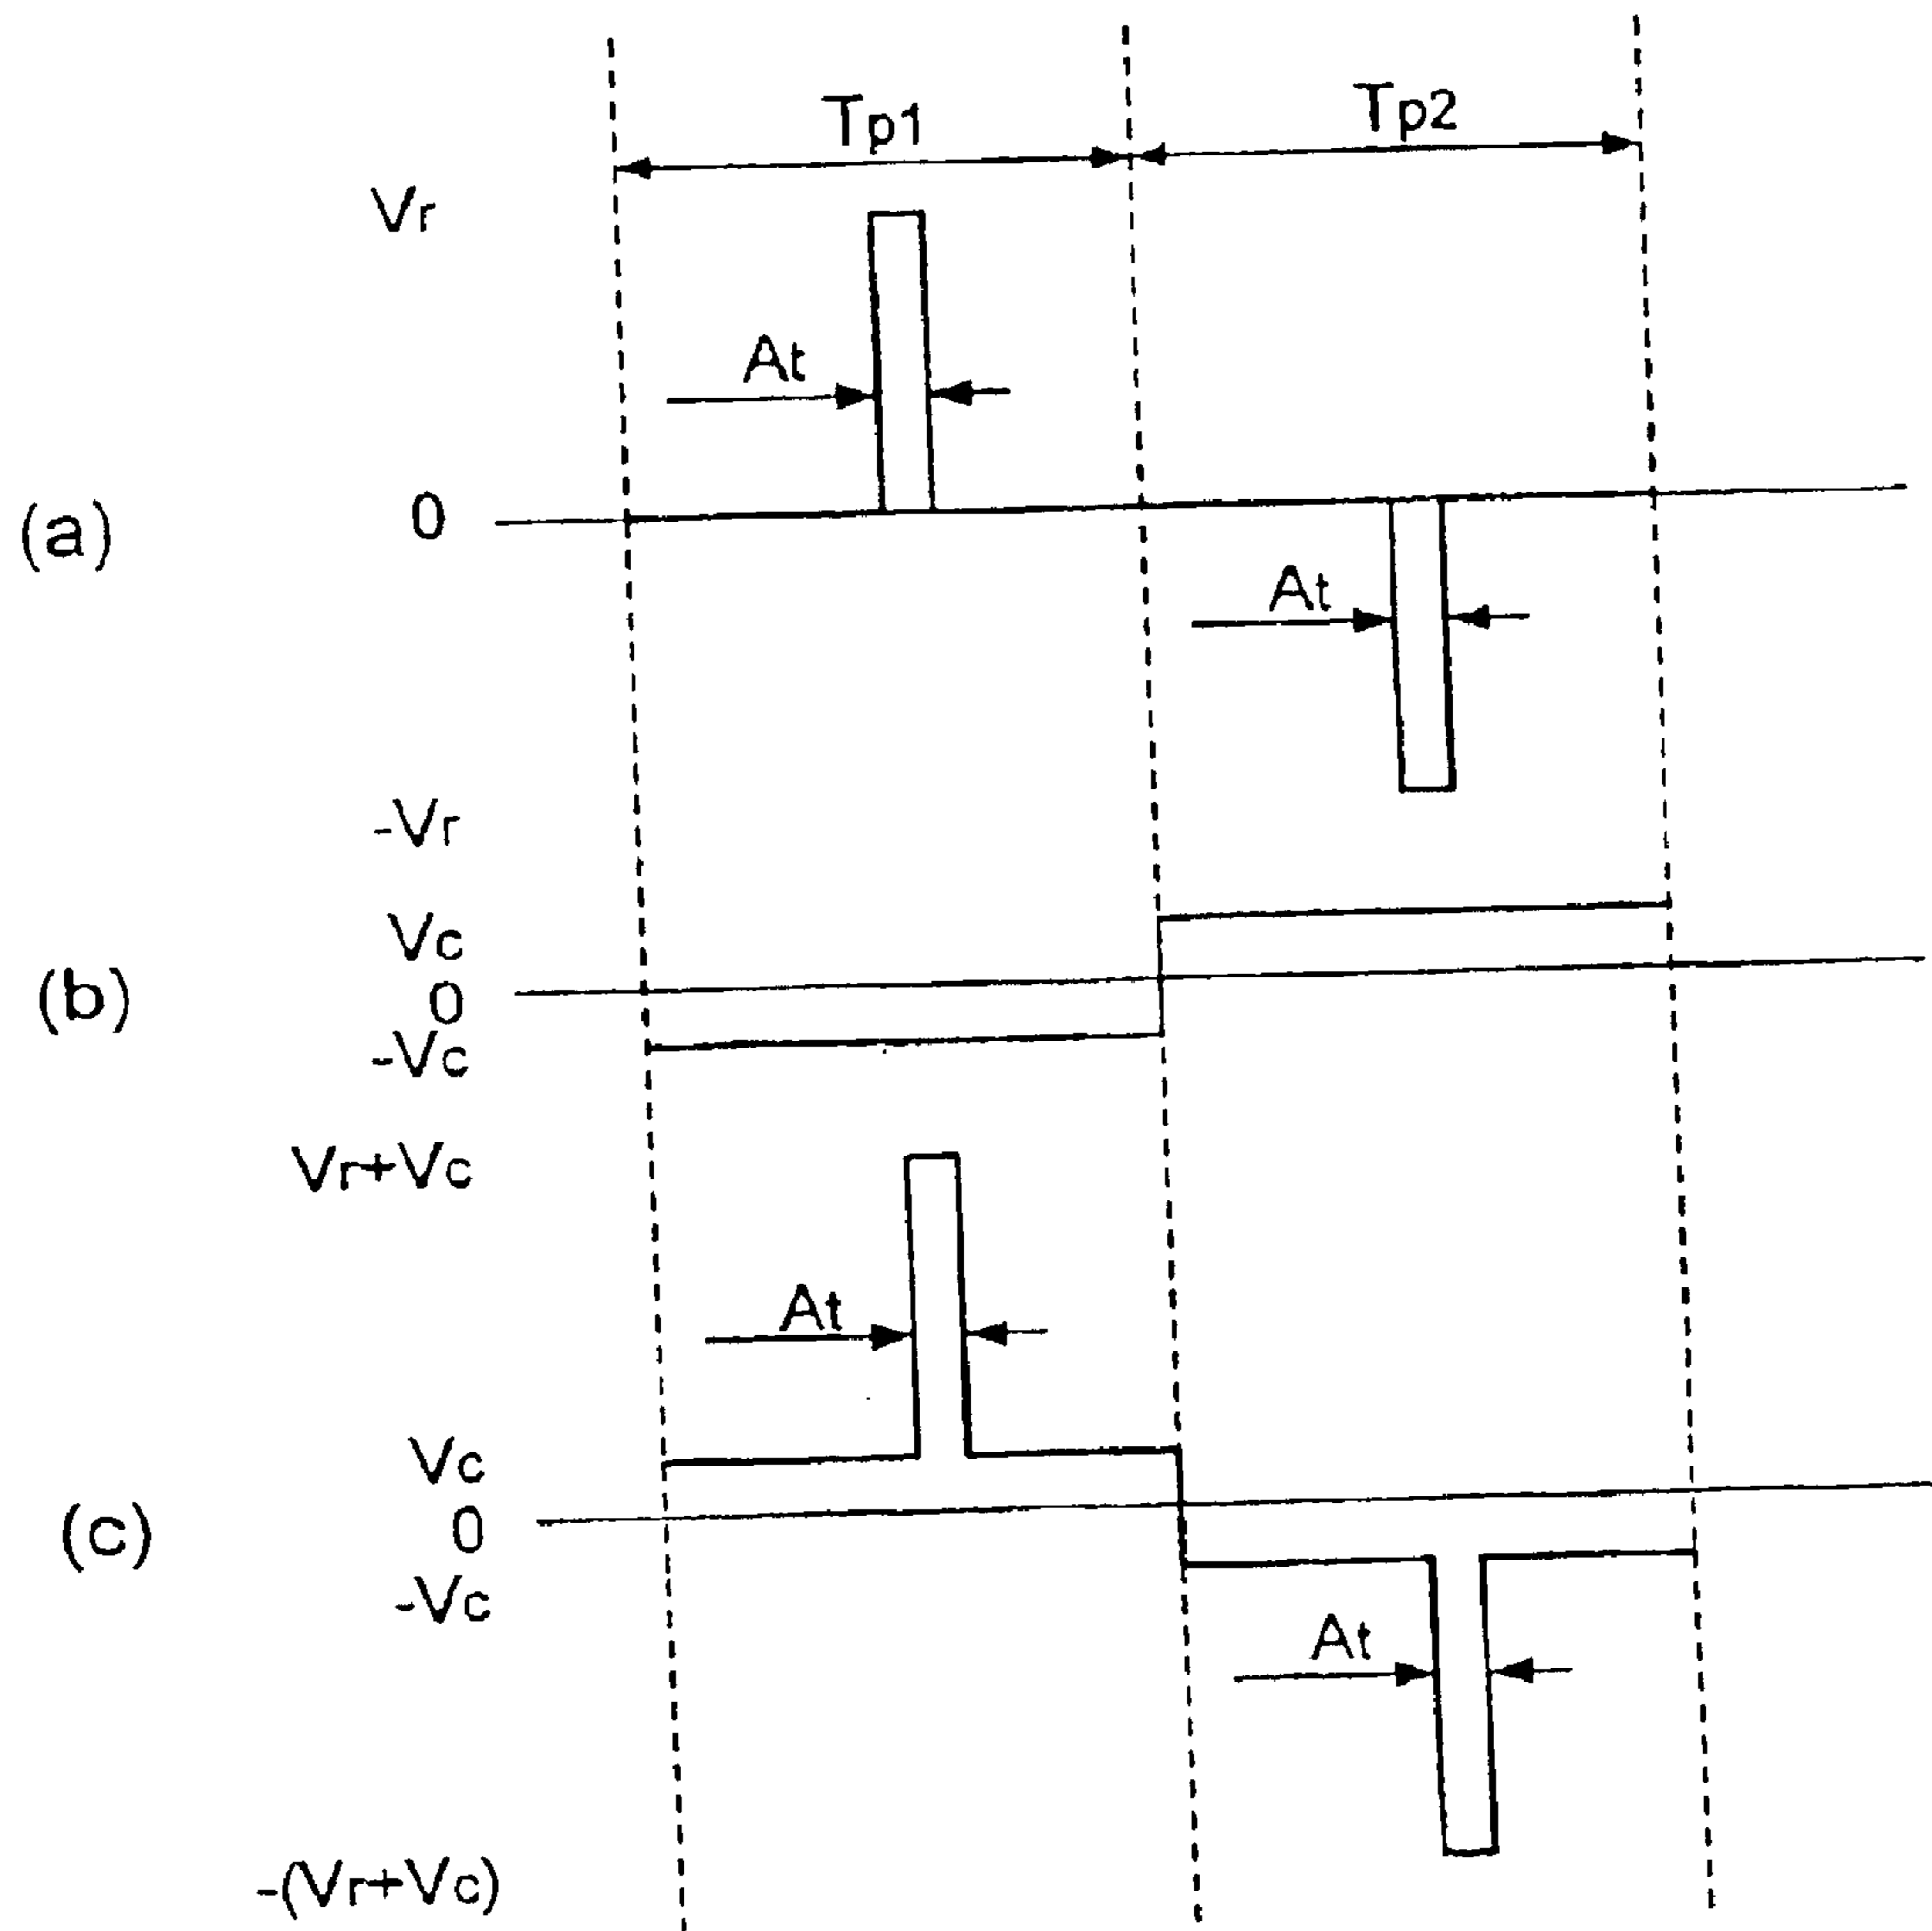 Tp1
Tp2
Vr
At
(a)
0
At
-Vr
Vc
(b)
0
-Vc
Vr+Vc
At
Vc
(c)
0
-Vc
At
-(Vr+Vc)